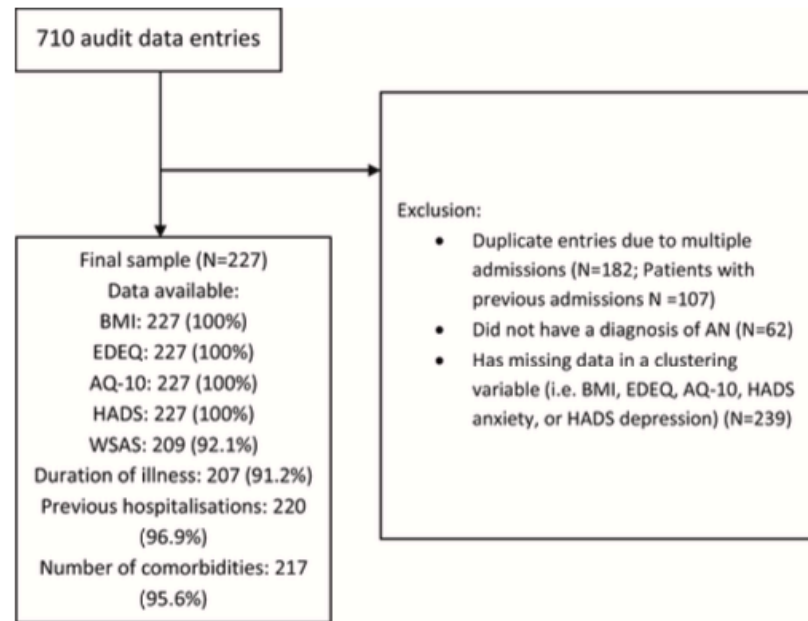 710 audit data entries
Exclusion:
• Duplicate entries due to multiple
admissions (N=182; Patients with
previous admissions N =107)
• Did not have a diagnosis of AN (N=62)
• Has missing data in a clustering
variable (i.e. BMI, EDEQ, AQ-10, HADS
anxiety, or HADS depression) (N=239)
Final sample (N=227)
Data available:
BMI: 227 (100%)
EDEQ: 227 (100%)
AQ-10: 227 (100%)
HADS: 227 (100%)
WSAS: 209 (92.1%)
Duration of illness: 207 (91.2%)
Previous hospitalisations: 220
(96.9%)
Number of comorbidities: 217
(95.6%)